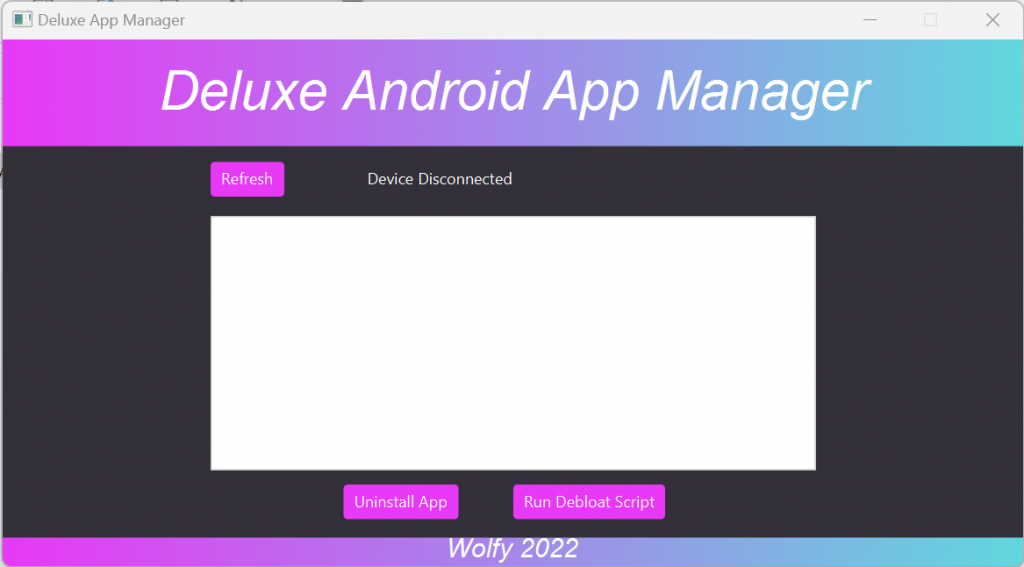 Deluxe App Manager
Deluxe Android App Manager
Refresh
Device Disconnected
Uninstall App
Run Debloat Script
Wolfy 2022